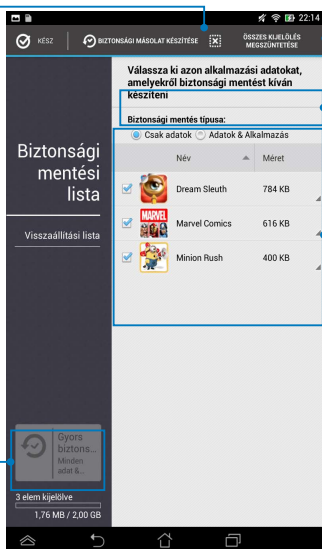 22:14
KÉSZ
BIZTONSÁGI MÁSOLAT KÉSZÍTÉSE
ÖSSZES KIJELÖLÉS
MEGSZÜNTETÉSE
Válassza ki azon alkalmazási adatokat,
amelyekről biztonsági mentést kíván
készíteni
Biztonsági mentés típusa:
Csak adatok
Adatok & Alkalmazás
Biztonsági
mentési
lista
Visszaállítási lista
Név
Méret
Dream Sleuth
784 KB
MARVEL
Marvel Comics
616 KB
Minion Rush
400 KB
Gyors
biztons...
Minden
adat &...
3 elem kijelölve
1,76 MB / 2,00 GB